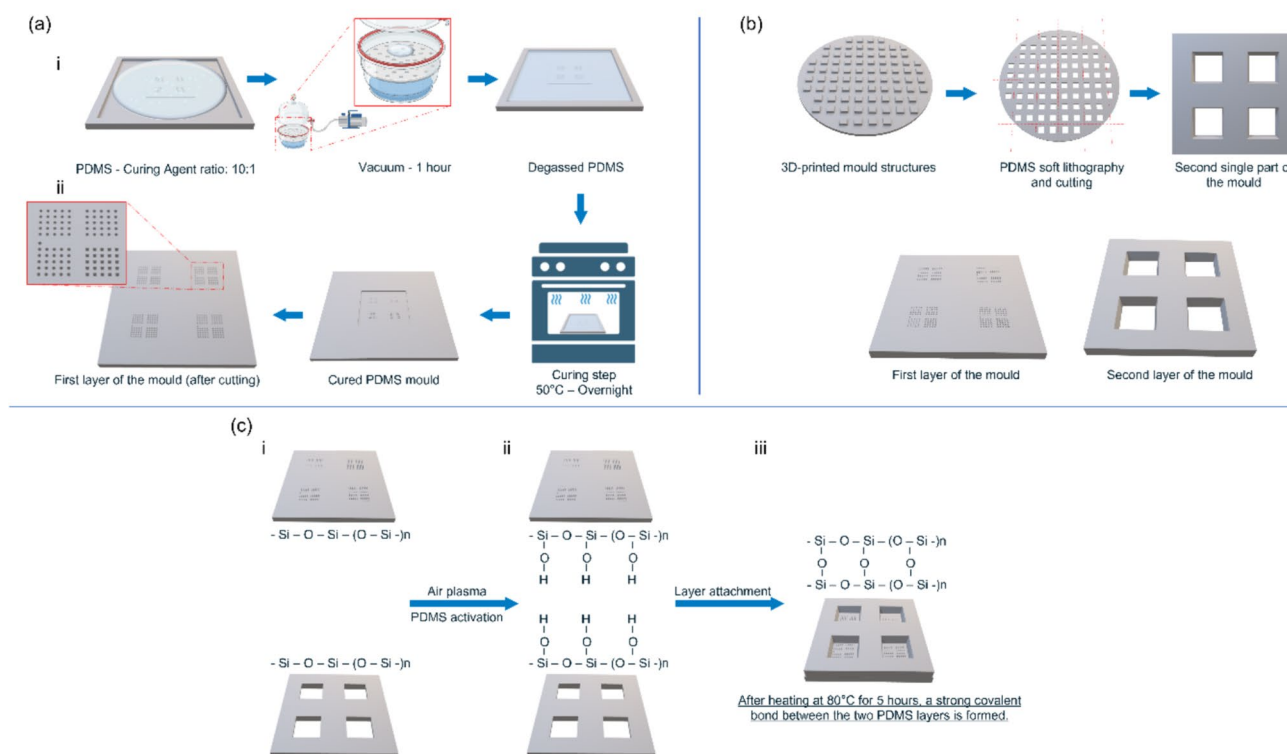 (a)
i
PDMS - Curing Agent ratio: 10:1
Vacuum - 1 hour
Degassed PDMS
ii
First layer of the mould (after cutting)
Cured PDMS mould
Curing step
50°C – Overnight
(b)
3D-printed mould structures
PDMS soft lithography
and cutting
Second single part of
the mould
First layer of the mould
Second layer of the mould
(c)
i
- Si – O – Si – (O – Si -)n
- Si – O – Si – (O – Si -)n
Air plasma
PDMS activation
ii
- Si – O – Si – (O – Si -)n
O O O
H H H
H H H
O O O
- Si – O – Si – (O – Si -)n
Layer attachment
iii
- Si – O – Si – (O – Si -)n
O O O
- Si – O – Si – (O – Si -)n
After heating at 80°C for 5 hours, a strong covalent
bond between the two PDMS layers is formed.